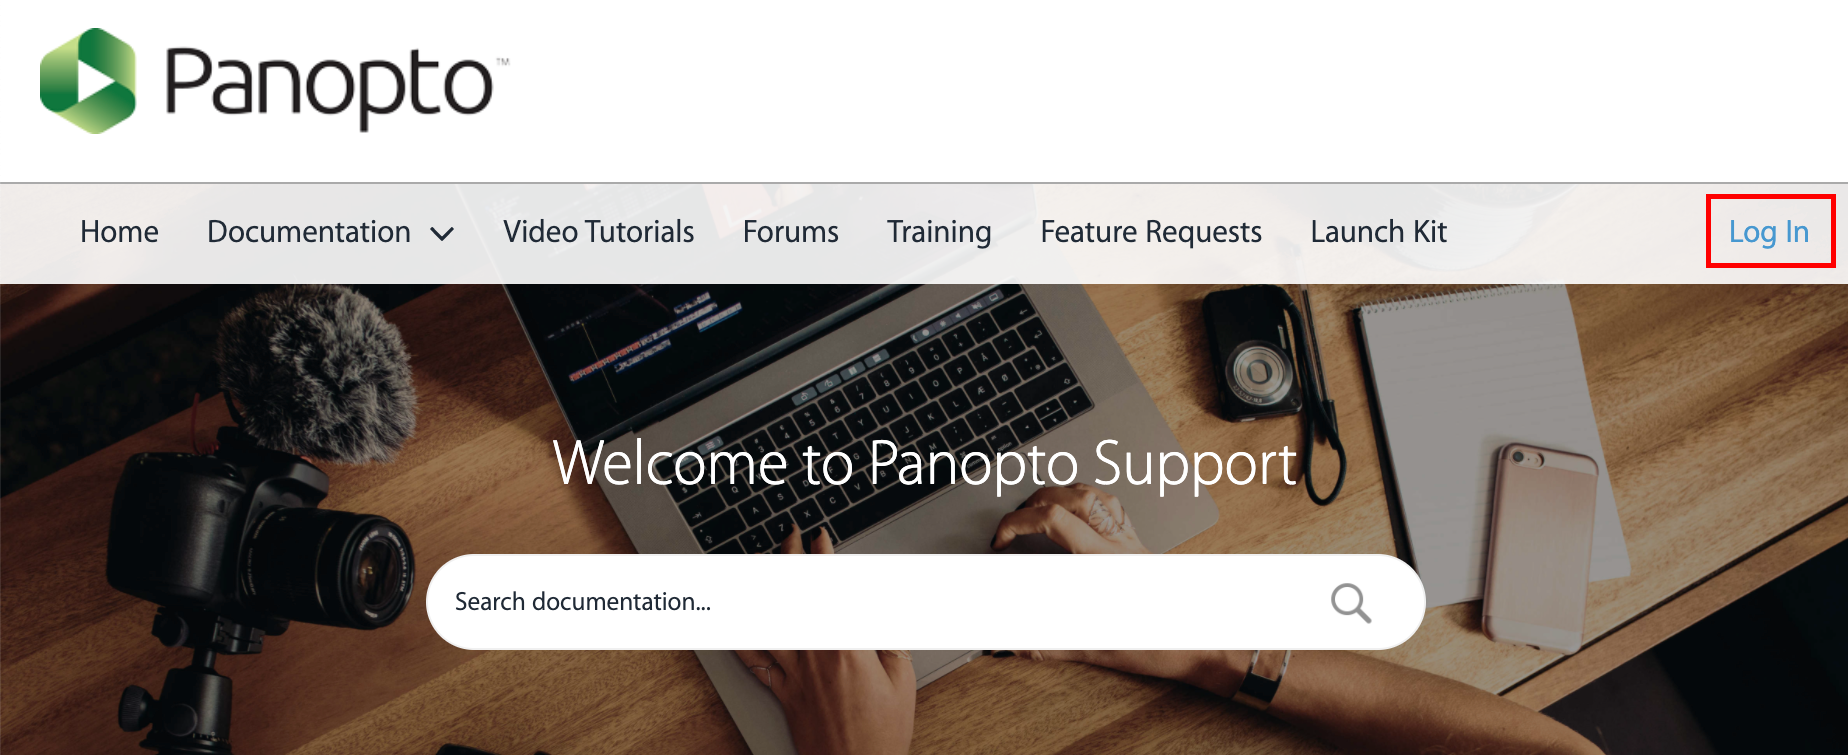 Panopto™
Home Documentation Video Tutorials Forums Training Feature Requests Launch Kit Log In
Welcome to Panopto Support
Search documentation...